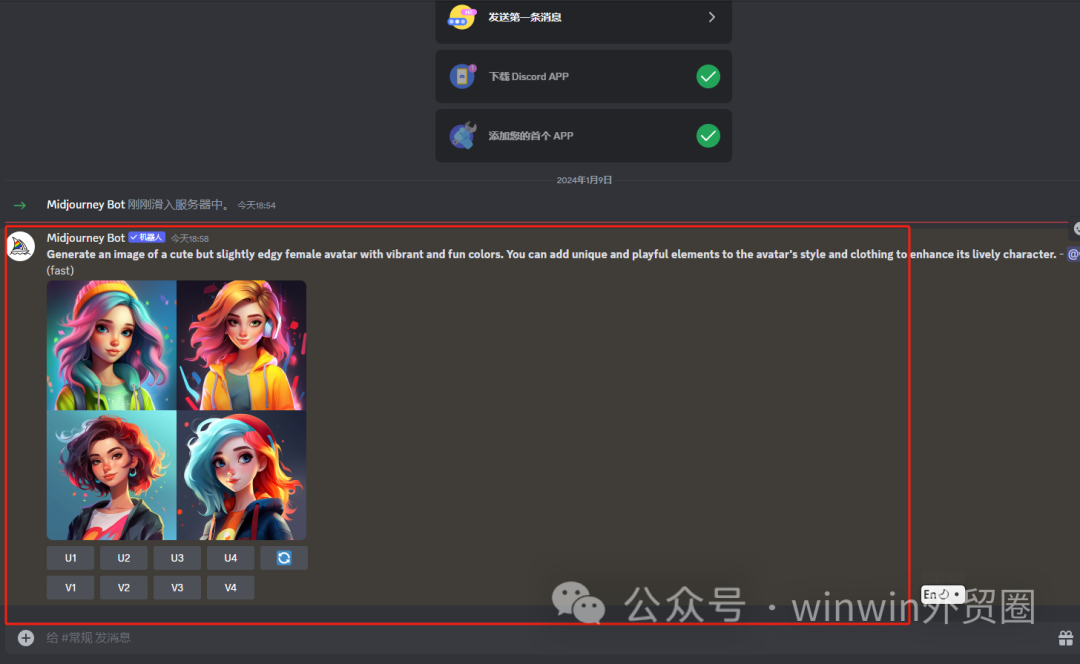 发送第一条消息
下载 Discord APP
添加您的首个 APP
2024年1月9日
Midjourney Bot 刚刚滑入服务器中。 今天18:54
Midjourney Bot ✓ 机器人 今天18:58
Generate an image of a cute but slightly edgy female avatar with vibrant and fun colors. You can add unique and playful elements to the avatar's style and clothing to enhance its lively character. - @
(fast)
U1 U2 U3 U4
V1 V2 V3 V4
En
公众号 · winwin外贸圈
给 #常规 发消息